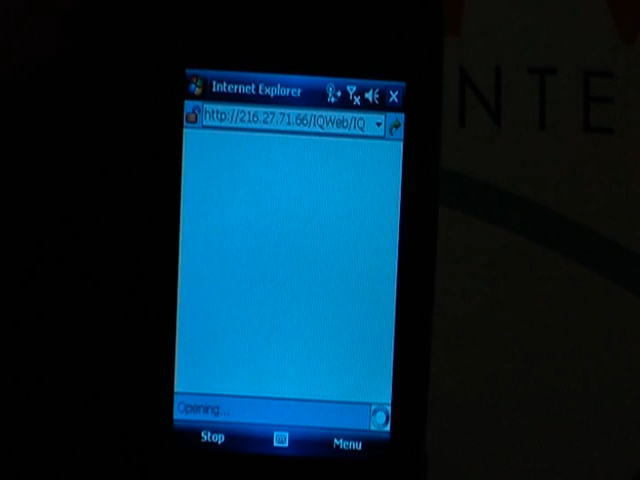 Internet Explorer
http://216.27.71.66/IQWeb/IQ
NTE
Opening...
Stop
Menu